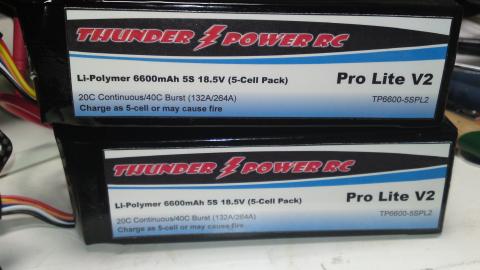 THUNDER POWER RC
Li-Polymer 6600mAh 5S 18.5V (5-Cell Pack)
Pro Lite V2
20C Continuous/40C Burst (132A/264A)
TP6600-5SPL2
Charge as 5-cell or may cause fire
THUNDER POWER RC
Li-Polymer 6600mAh 5S 18.5V (5-Cell Pack)
Pro Lite V2
20C Continuous/40C Burst (132A/264A)
TP6600-5SPL2
Charge as 5-cell or may cause fire